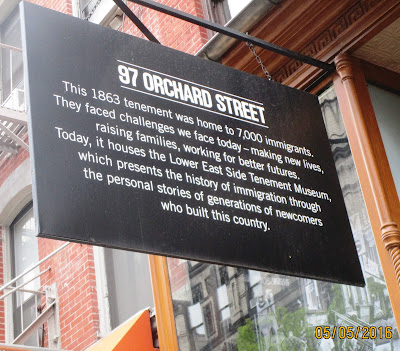 97 ORCHARD STREET
This 1863 tenement was home to 7,000 immigrants.
They faced challenges we face today – making new lives,
raising families, working for better futures.
Today, it houses the Lower East Side Tenement Museum,
which presents the history of immigration through
the personal stories of generations of newcomers
who built this country.
05/05/2016